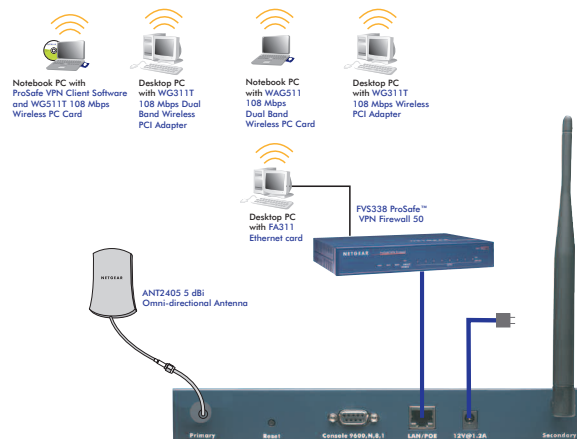 Notebook PC with
ProSafe VPN Client Software
and WG511T 108 Mbps
Wireless PC Card
Desktop PC
with WG311T
108 Mbps Dual
Band Wireless
PCI Adapter
Notebook PC
with WAG511
108 Mbps
Dual Band
Wireless PC Card
Desktop PC
with WG311T
108 Mbps Wireless
PCI Adapter
Desktop PC
with FA311
Ethernet card
FVS338 ProSafe™
VPN Firewall 50
NETGEAR
NETGEAR
ANT2405 5 dBi
Omni-directional Antenna
Primary
Reset
Console 9600,N,8,1
LAN/POE
12V@1.2A
Secondary